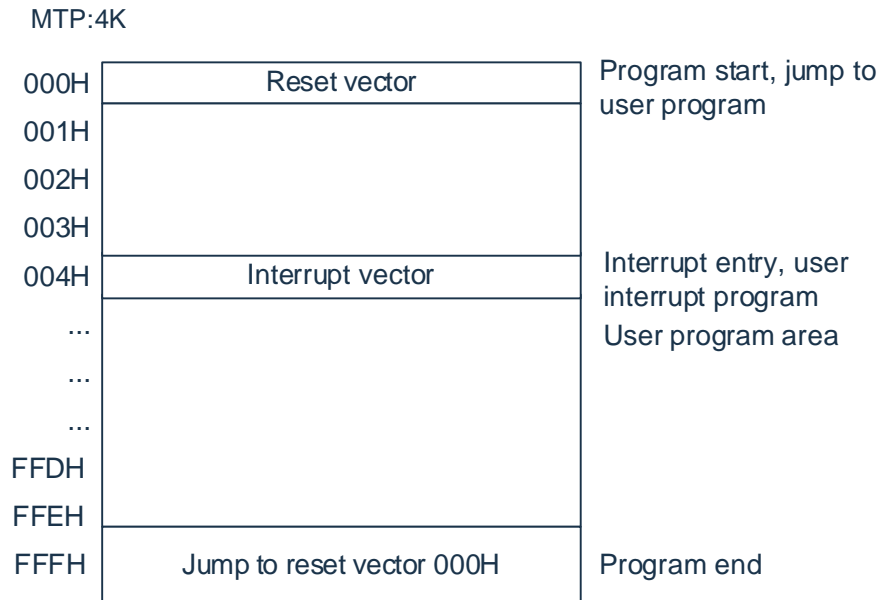 MTP:4K
000H Reset vector Program start, jump to
user program
001H
002H
003H
004H Interrupt vector Interrupt entry, user
interrupt program
... User program area
...
...
FFDH
FFEH
FFFH Jump to reset vector 000H Program end